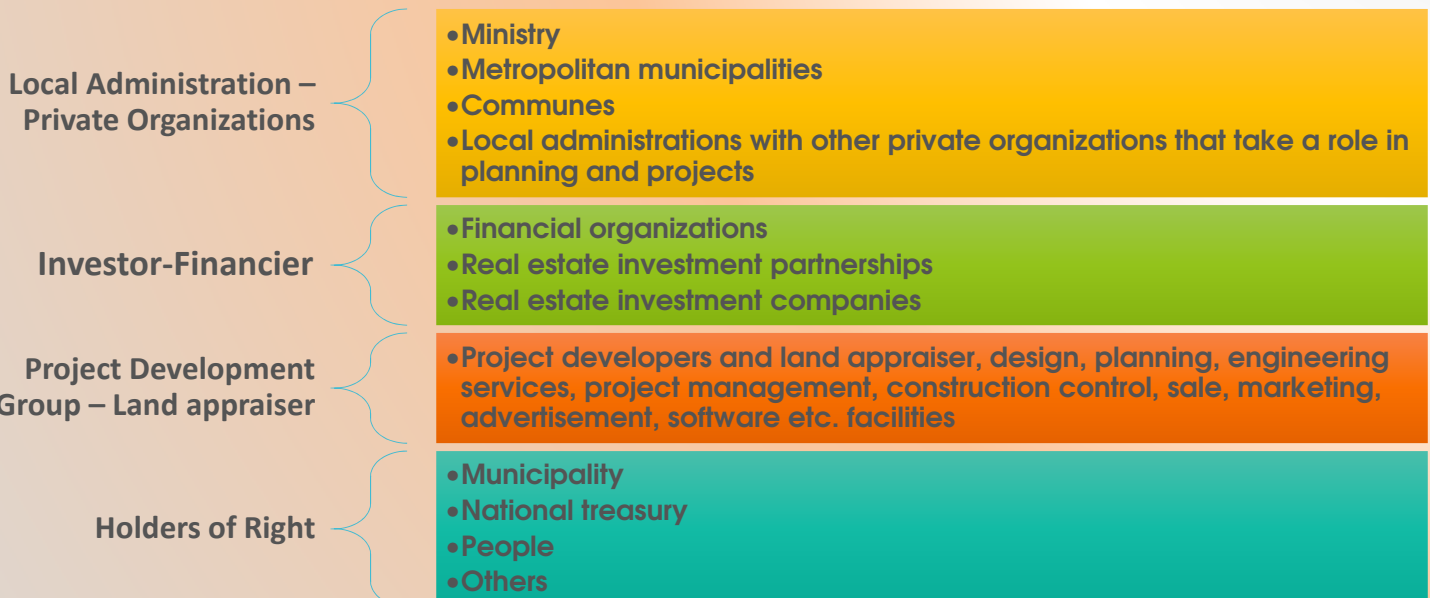 Local Administration –
Private Organizations
•Ministry
•Metropolitan municipalities
•Communes
•Local administrations with other private organizations that take a role in
planning and projects
Investor-Financier
•Financial organizations
•Real estate investment partnerships
•Real estate investment companies
Project Development
Group – Land appraiser
•Project developers and land appraiser, design, planning, engineering
services, project management, construction control, sale, marketing,
advertisement, software etc. facilities
Holders of Right
•Municipality
•National treasury
•People
•Others